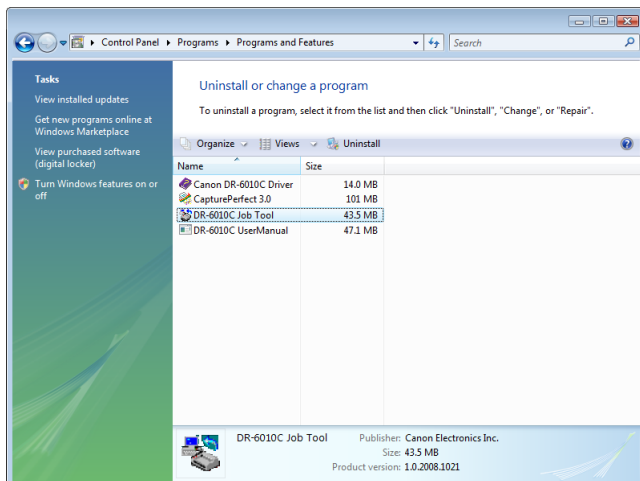 Control Panel Programs Programs and Features Search
Tasks
View installed updates
Get new programs online at
Windows Marketplace
View purchased software
(digital locker)
Turn Windows features on or
off
Uninstall or change a program
To uninstall a program, select it from the list and then click "Uninstall", "Change", or "Repair".
Organize Views Uninstall
Name Size
Canon DR-6010C Driver 14.0 MB
CapturePerfect 3.0 101 MB
DR-6010C Job Tool 43.5 MB
DR-6010C UserManual 47.1 MB
DR-6010C Job Tool Publisher: Canon Electronics Inc.
Size: 43.5 MB
Product version: 1.0.2008.1021